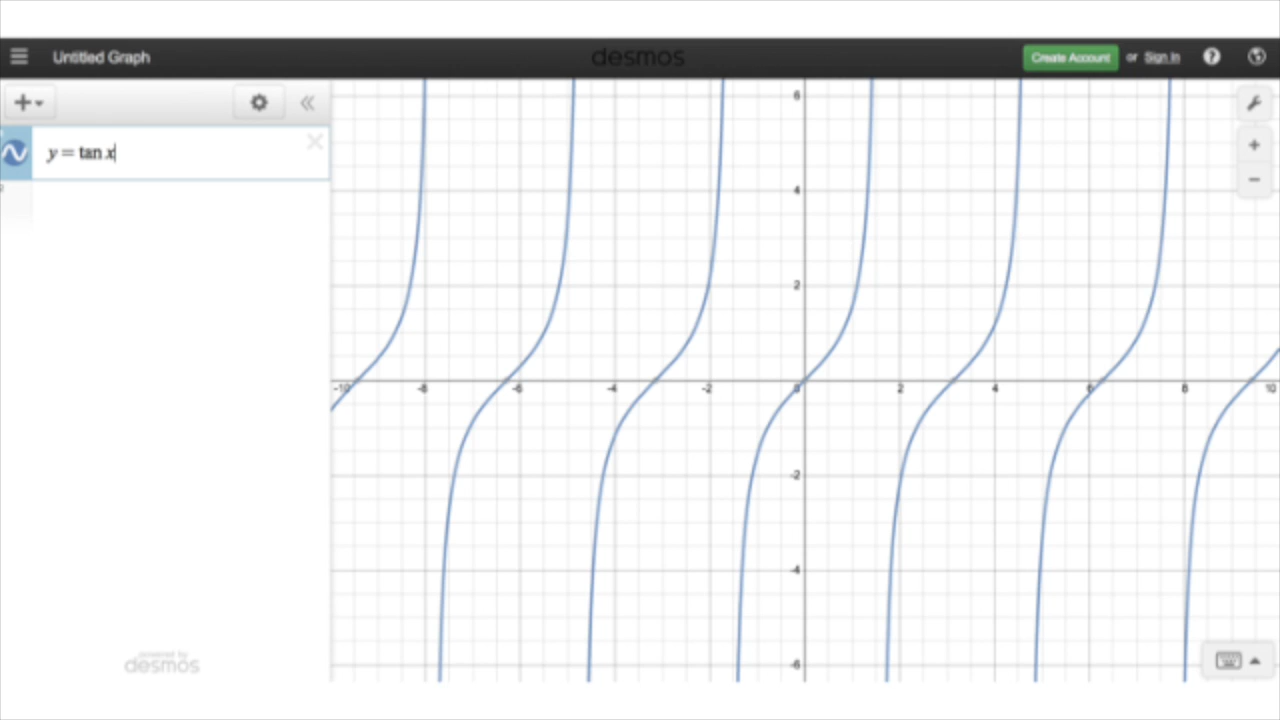 Untitled Graph
desmos
Create Account or Sign In ?
y = tan x
2
6
4
2
-10 -8 -6 -4 -2 0 2 4 6 8 10
-2
-4
-6
powered by
desmos